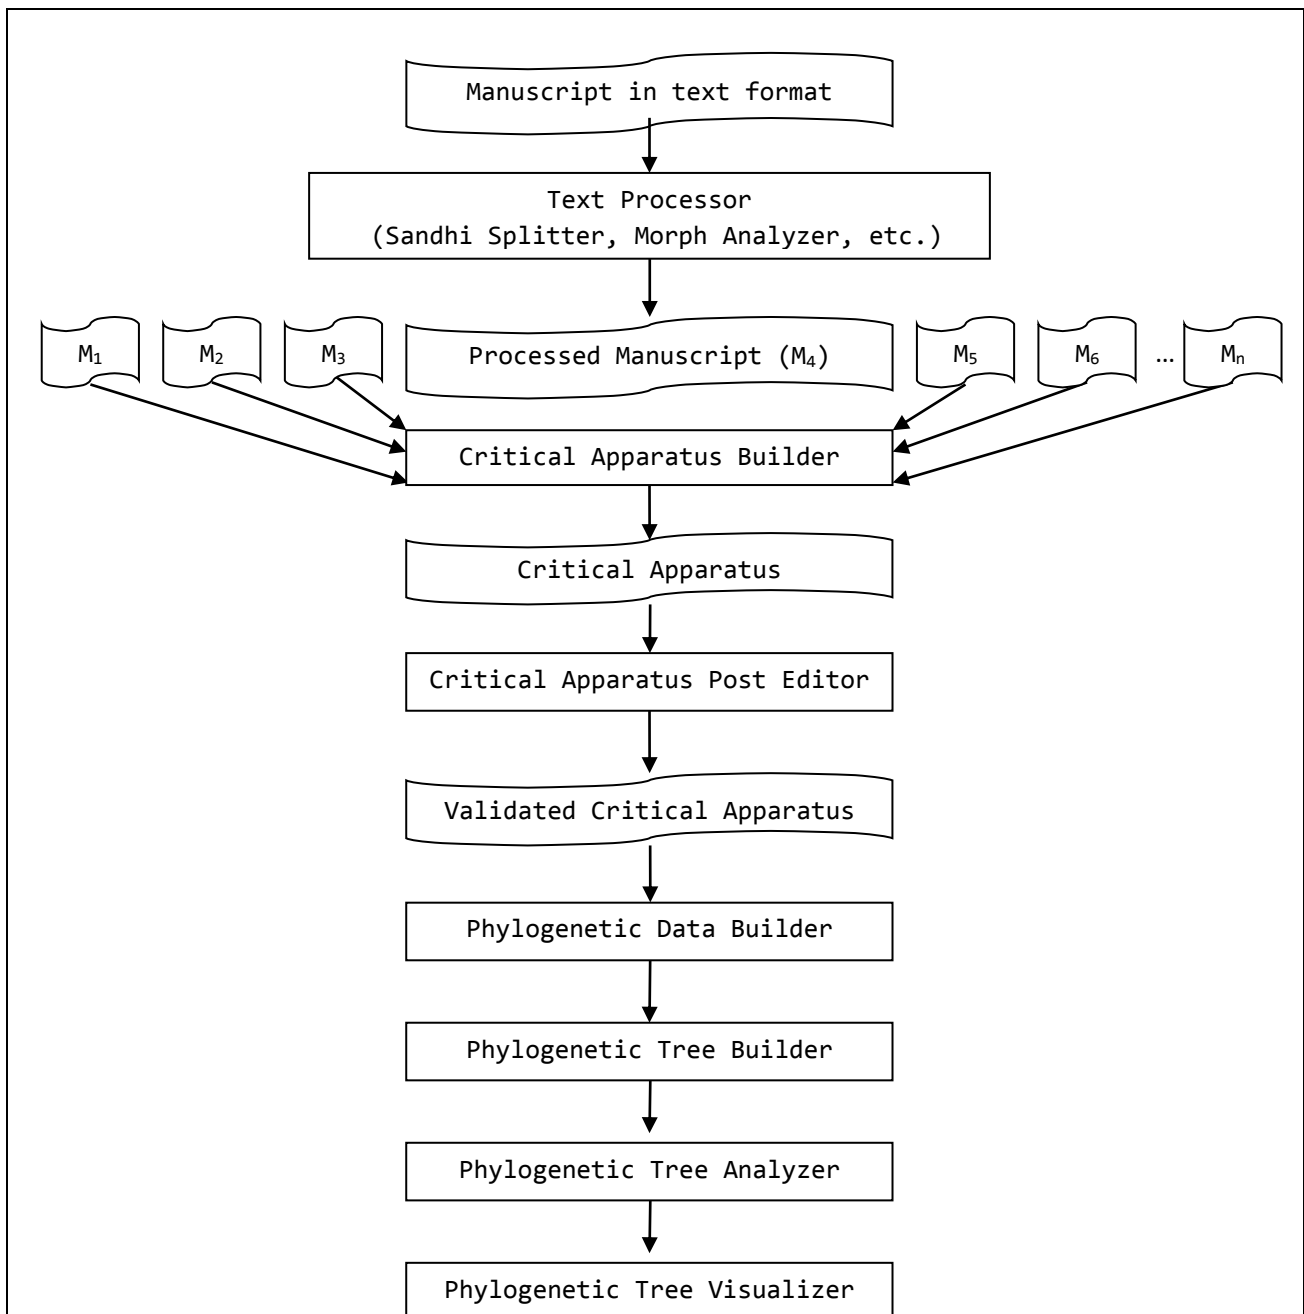 Manuscript in text format
Text Processor
(Sandhi Splitter, Morph Analyzer, etc.)
M₁ M₂ M₃ Processed Manuscript (M₄) M₅ M₆ … Mₙ
Critical Apparatus Builder
Critical Apparatus
Critical Apparatus Post Editor
Validated Critical Apparatus
Phylogenetic Data Builder
Phylogenetic Tree Builder
Phylogenetic Tree Analyzer
Phylogenetic Tree Visualizer